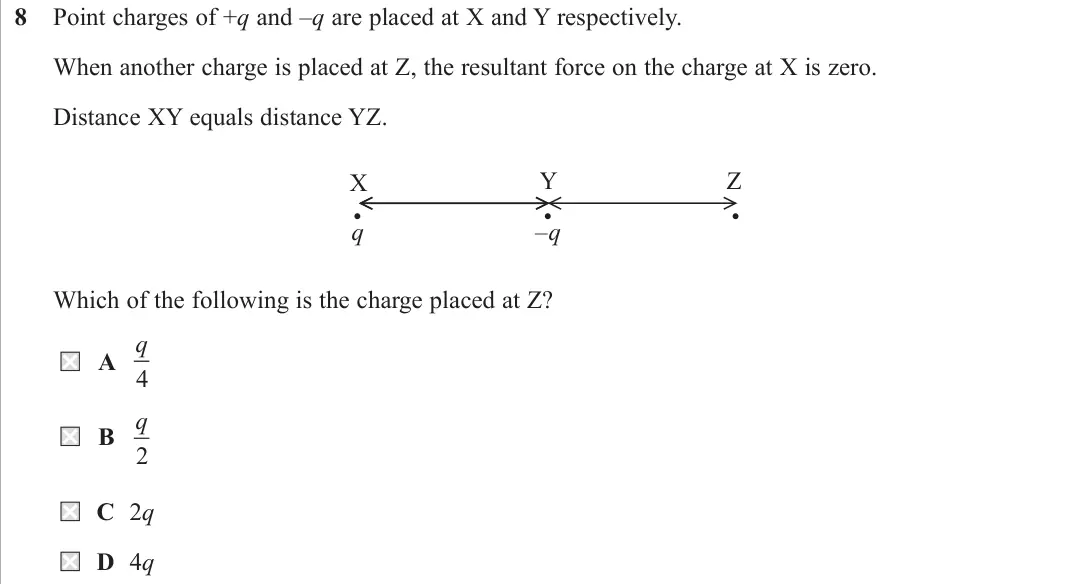 8 Point charges of +q and –q are placed at X and Y respectively.
When another charge is placed at Z, the resultant force on the charge at X is zero.
Distance XY equals distance YZ.
X Y Z
q –q
Which of the following is the charge placed at Z?
A q/4
B q/2
C 2q
D 4q